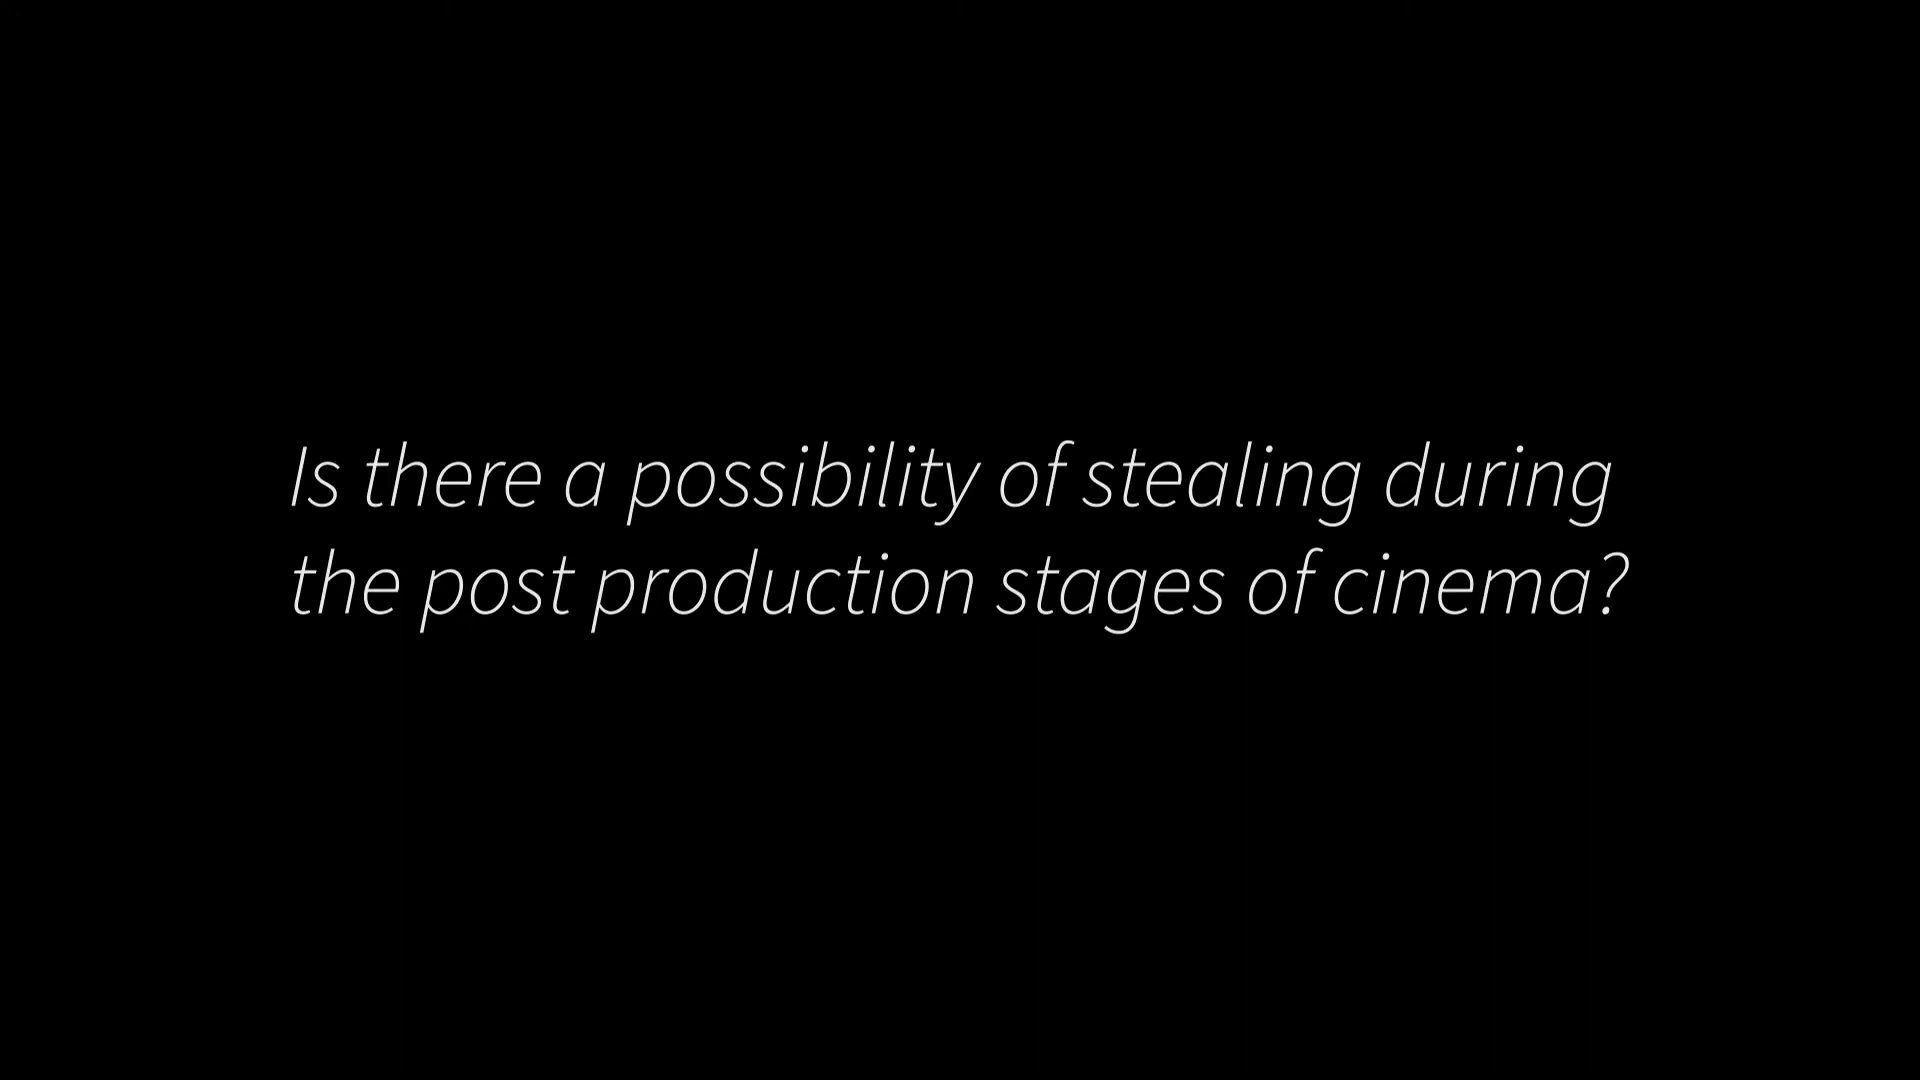 Is there a possibility of stealing during
the post production stages of cinema?